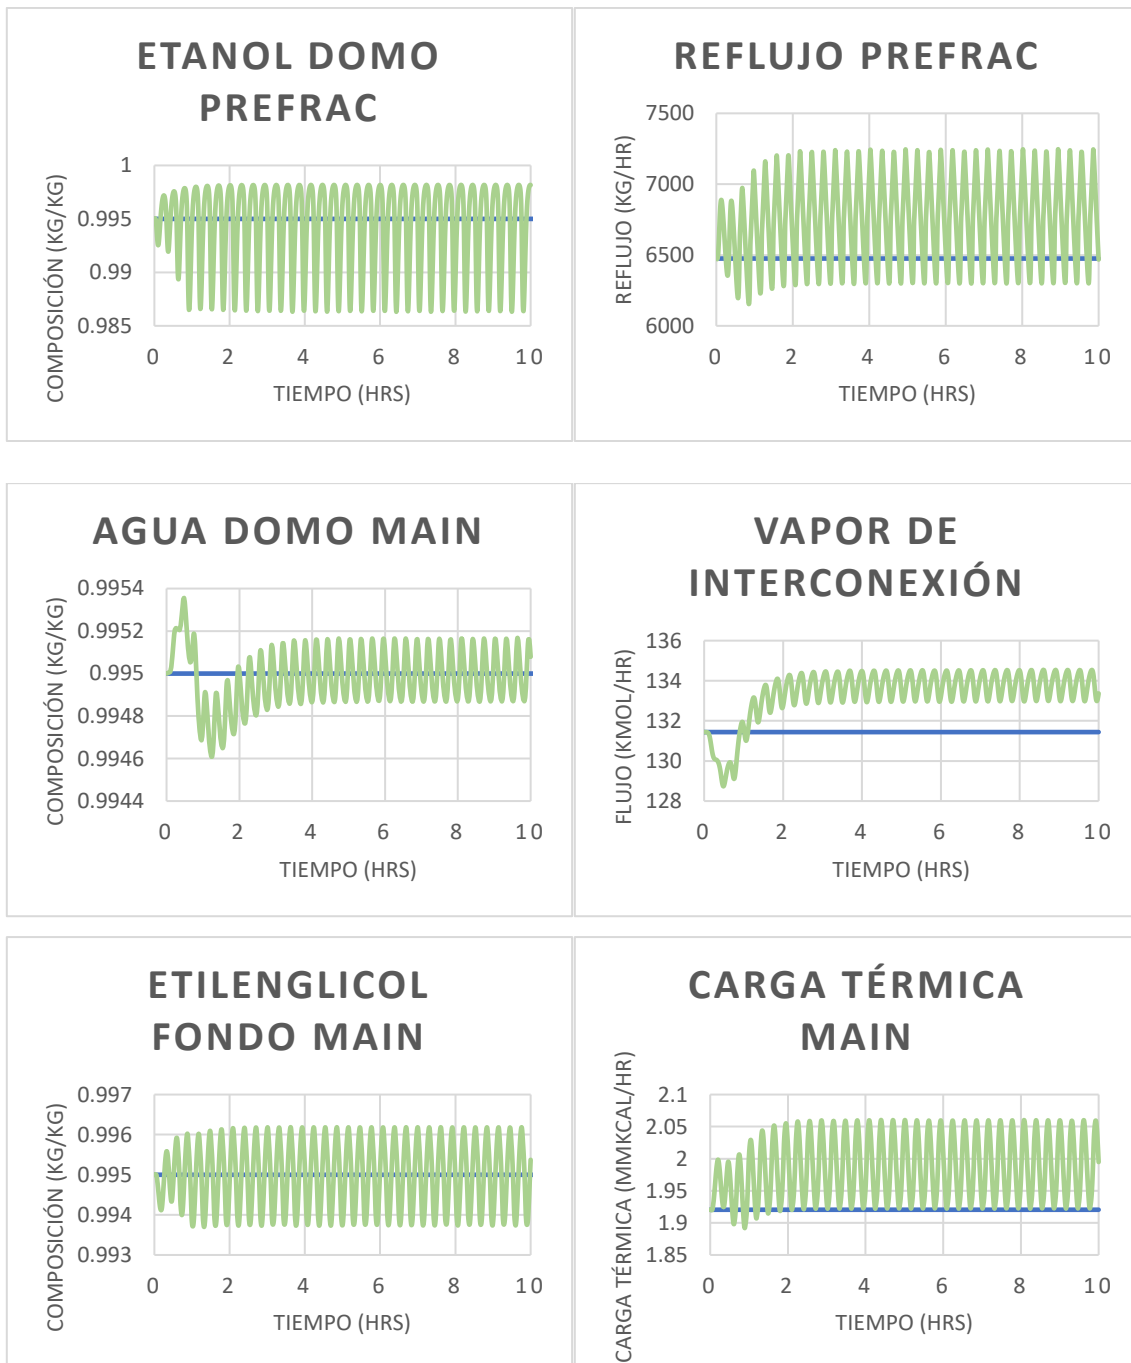 ETANOL DOMO
PREFRAC
COMPOSICIÓN (KG/KG)
1
0.995
0.99
0.985
0 2 4 6 8 10
TIEMPO (HRS)
REFLUJO PREFRAC
REFLUJO (KG/HR)
7500
7000
6500
6000
0 2 4 6 8 10
TIEMPO (HRS)
AGUA DOMO MAIN
COMPOSICIÓN (KG/KG)
0.9954
0.9952
0.995
0.9948
0.9946
0.9944
0 2 4 6 8 10
TIEMPO (HRS)
VAPOR DE
INTERCONEXIÓN
FLUJO (KMOL/HR)
136
134
132
130
128
0 2 4 6 8 10
TIEMPO (HRS)
ETILENGLICOL
FONDO MAIN
COMPOSICIÓN (KG/KG)
0.997
0.996
0.995
0.994
0.993
0 2 4 6 8 10
TIEMPO (HRS)
CARGA TÉRMICA
MAIN
CARGA TÉRMICA (MMKCAL/HR)
2.1
2.05
2
1.95
1.9
1.85
0 2 4 6 8 10
TIEMPO (HRS)